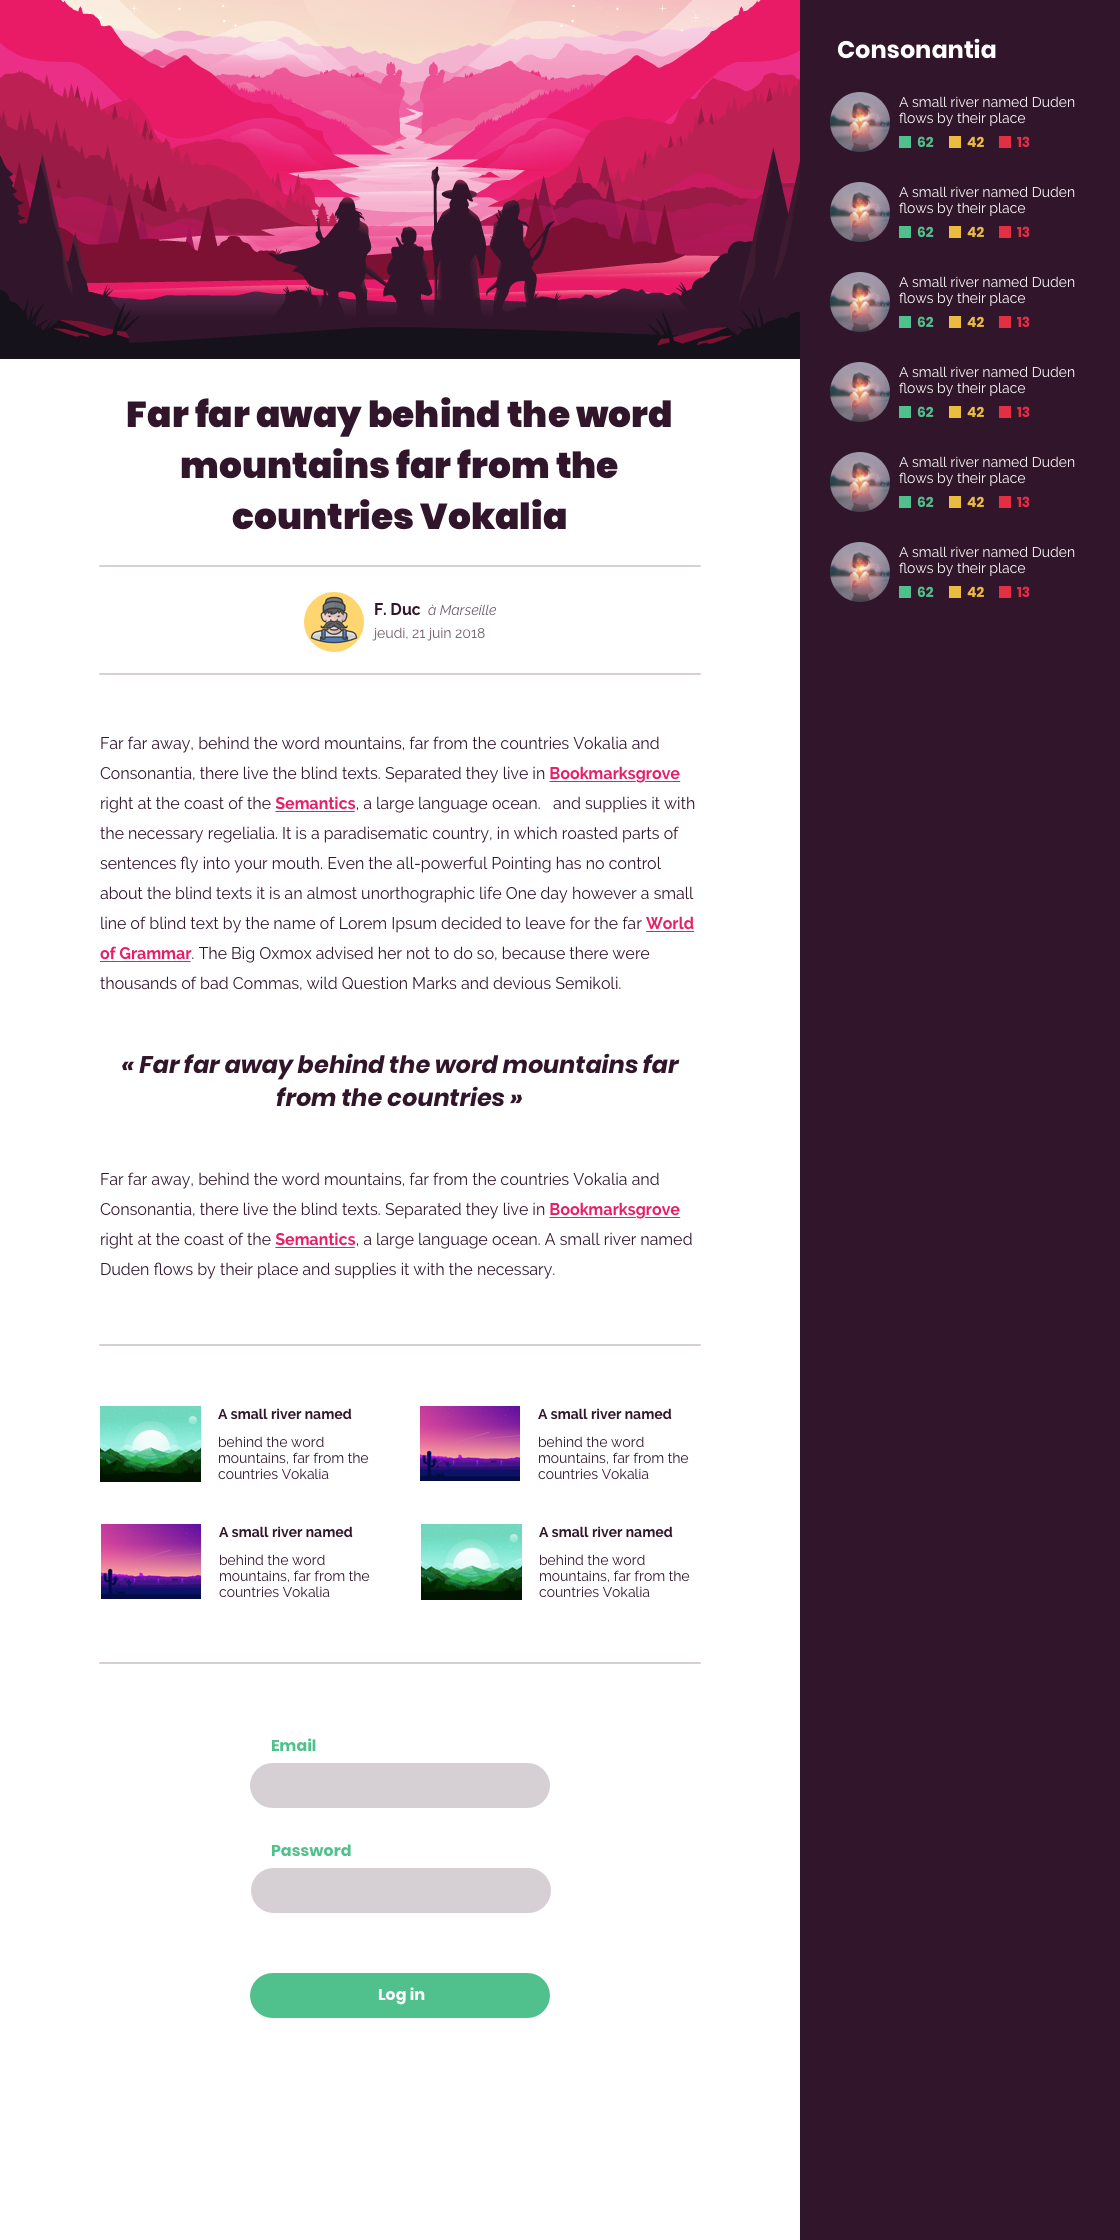 Far far away behind the word
mountains far from the
countries Vokalia
F. Duc à Marseille
jeudi, 21 juin 2018
Far far away, behind the word mountains, far from the countries Vokalia and
Consonantia, there live the blind texts. Separated they live in Bookmarksgrove
right at the coast of the Semantics, a large language ocean.   and supplies it with
the necessary regelialia. It is a paradisematic country, in which roasted parts of
sentences fly into your mouth. Even the all-powerful Pointing has no control
about the blind texts it is an almost unorthographic life One day however a small
line of blind text by the name of Lorem Ipsum decided to leave for the far World
of Grammar. The Big Oxmox advised her not to do so, because there were
thousands of bad Commas, wild Question Marks and devious Semikoli.
« Far far away behind the word mountains far
from the countries »
Far far away, behind the word mountains, far from the countries Vokalia and
Consonantia, there live the blind texts. Separated they live in Bookmarksgrove
right at the coast of the Semantics, a large language ocean. A small river named
Duden flows by their place and supplies it with the necessary.
A small river named
behind the word
mountains, far from the
countries Vokalia
A small river named
behind the word
mountains, far from the
countries Vokalia
A small river named
behind the word
mountains, far from the
countries Vokalia
A small river named
behind the word
mountains, far from the
countries Vokalia
Email
Password
Log in
Consonantia
A small river named Duden
flows by their place
62 42 13
A small river named Duden
flows by their place
62 42 13
A small river named Duden
flows by their place
62 42 13
A small river named Duden
flows by their place
62 42 13
A small river named Duden
flows by their place
62 42 13
A small river named Duden
flows by their place
62 42 13